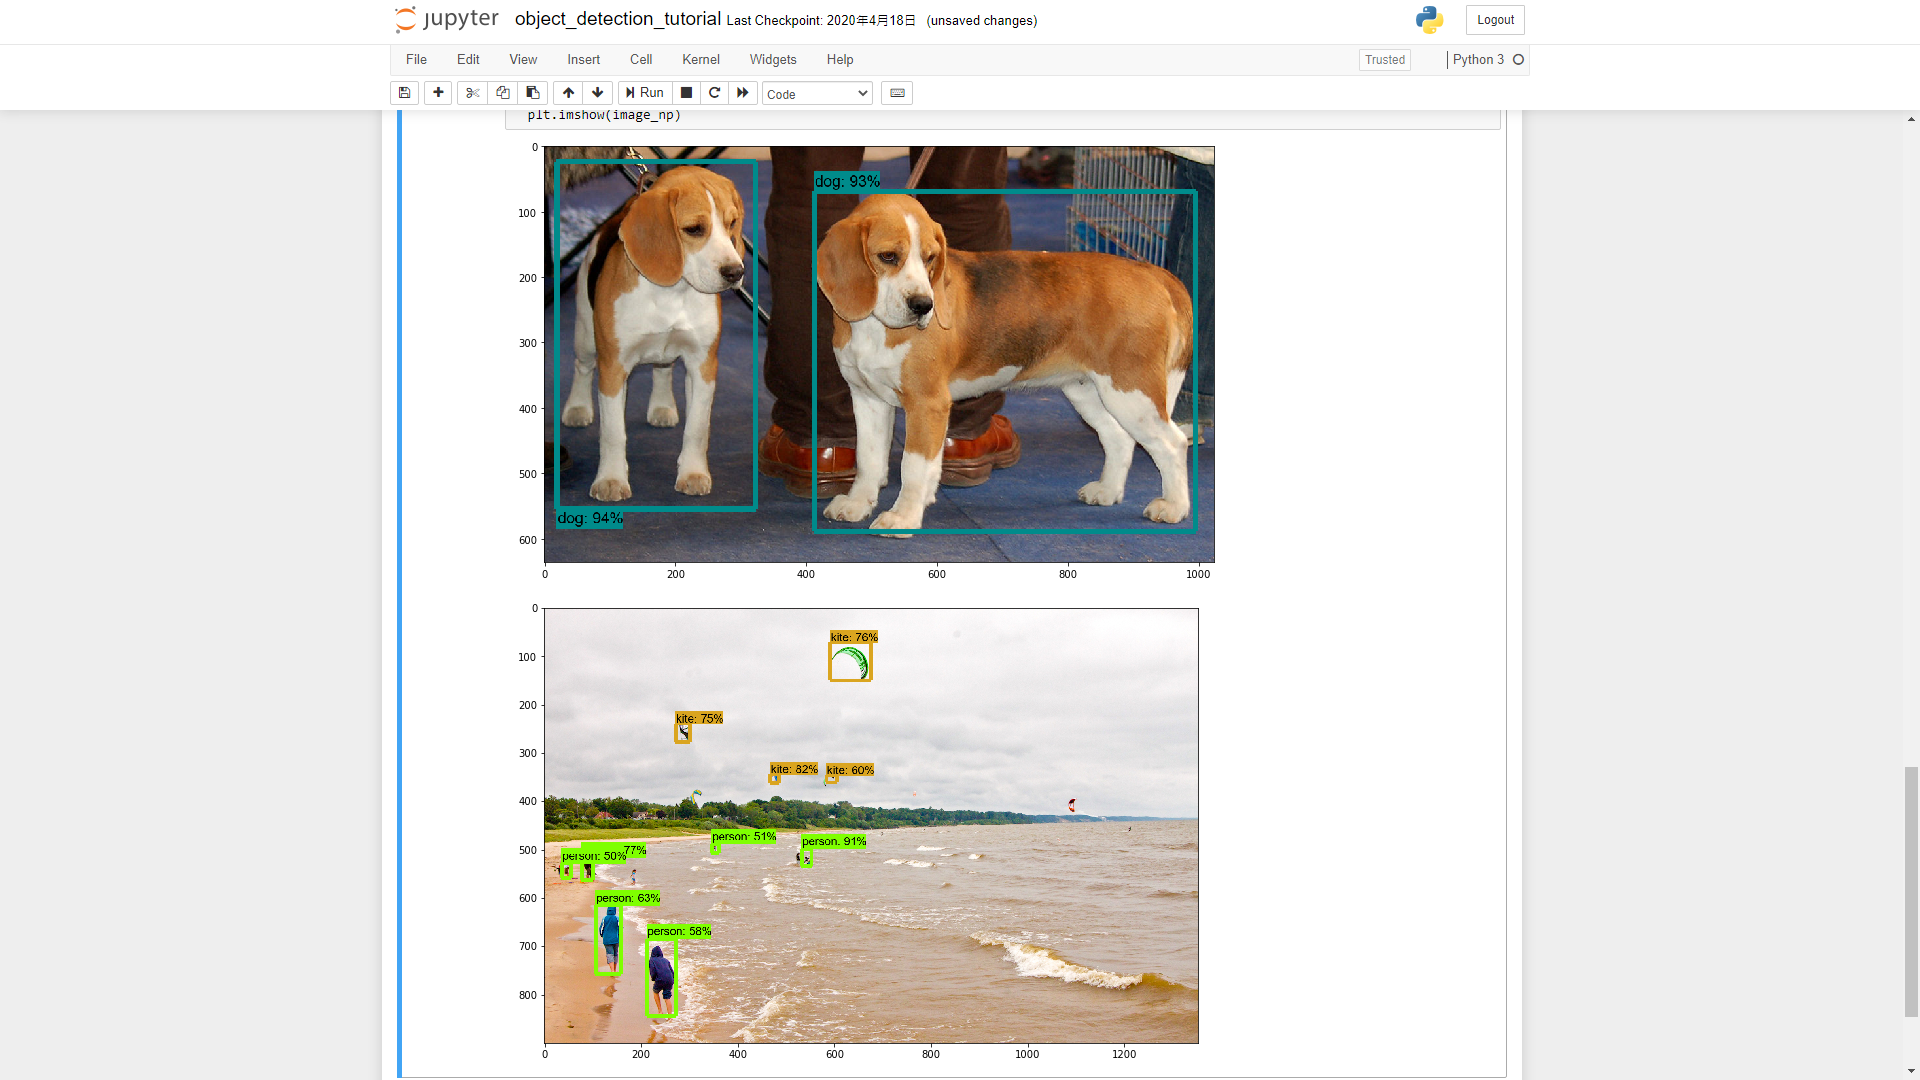 jupyter object_detection_tutorial Last Checkpoint: 2020年4月18日 (unsaved changes) Logout
File Edit View Insert Cell Kernel Widgets Help Trusted Python 3
Run Code
plt.imshow(image_np)
0
dog: 93%
100
200
300
400
500
dog: 94%
600
0 200 400 600 800 1000
0
kite: 76%
100
200
kite: 75%
300
kite: 82% kite: 60%
400
person: 51% person: 91%
500
77%
person: 50%
600
person: 63%
person: 58%
700
800
0 200 400 600 800 1000 1200